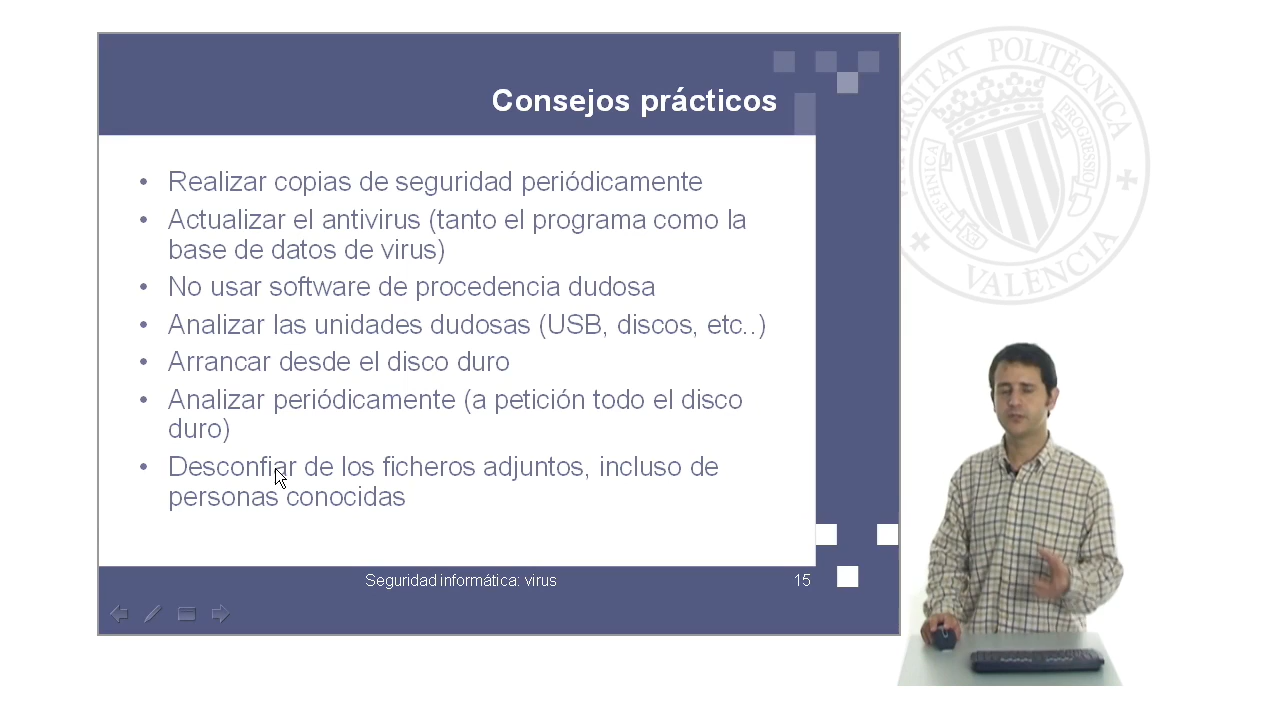 UNIVERSITAT POLITÈCNICA
Consejos prácticos
PROGRESSIO
EX TECHNICA
• Realizar copias de seguridad periódicamente
• Actualizar el antivirus (tanto el programa como la
base de datos de virus)
VALÈNCIA
• No usar software de procedencia dudosa
• Analizar las unidades dudosas (USB, discos, etc..)
• Arrancar desde el disco duro
• Analizar periódicamente (a petición todo el disco
duro)
• Desconfiar de los ficheros adjuntos, incluso de
personas conocidas
Seguridad informática: virus
15